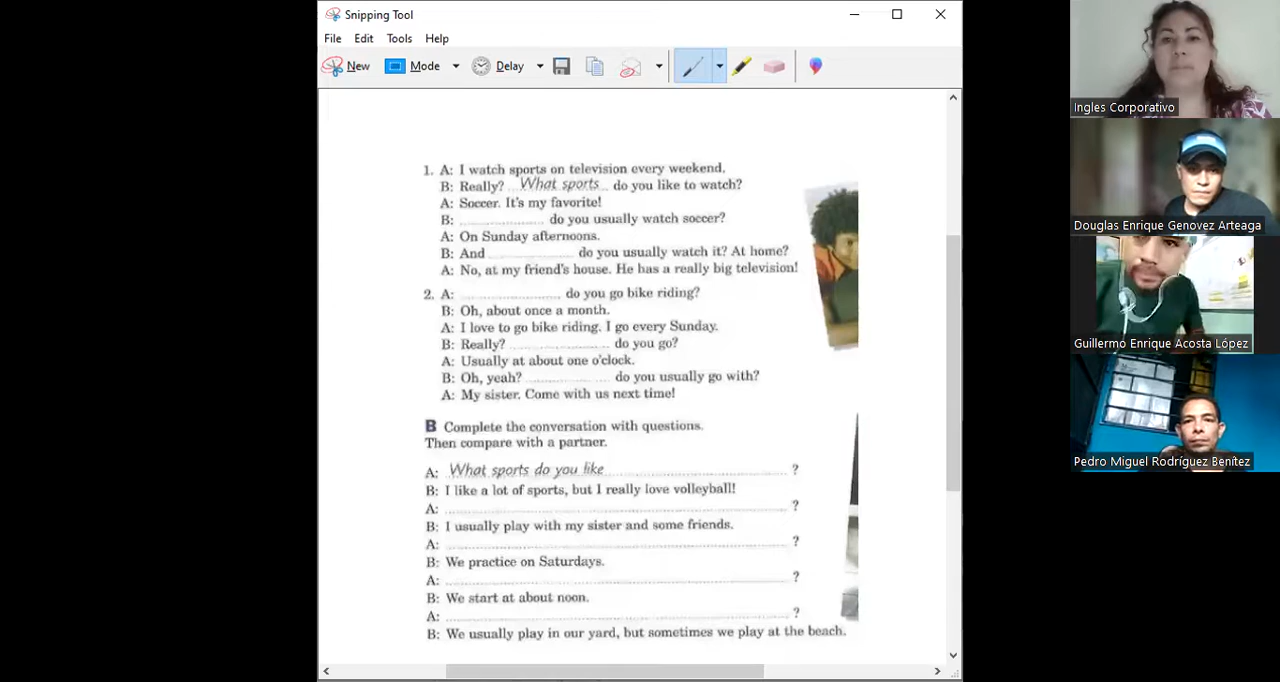 Snipping Tool
File Edit Tools Help
New Mode Delay
1. A: I watch sports on television every weekend.
B: Really? What sports do you like to watch?
A: Soccer. It's my favorite!
B: do you usually watch soccer?
A: On Sunday afternoons.
B: And do you usually watch it? At home?
A: No, at my friend's house. He has a really big television!
2. A: do you go bike riding?
B: Oh, about once a month.
A: I love to go bike riding. I go every Sunday.
B: Really? do you go?
A: Usually at about one o'clock.
B: Oh, yeah? do you usually go with?
A: My sister. Come with us next time!
B Complete the conversation with questions.
Then compare with a partner.
A: What sports do you like ?
B: I like a lot of sports, but I really love volleyball!
A: ?
B: I usually play with my sister and some friends.
A: ?
B: We practice on Saturdays.
A: ?
B: We start at about noon.
A: ?
B: We usually play in our yard, but sometimes we play at the beach.
Ingles Corporativo
Douglas Enrique Genovez Arteaga
Guillermo Enrique Acosta López
Pedro Miguel Rodríguez Benítez